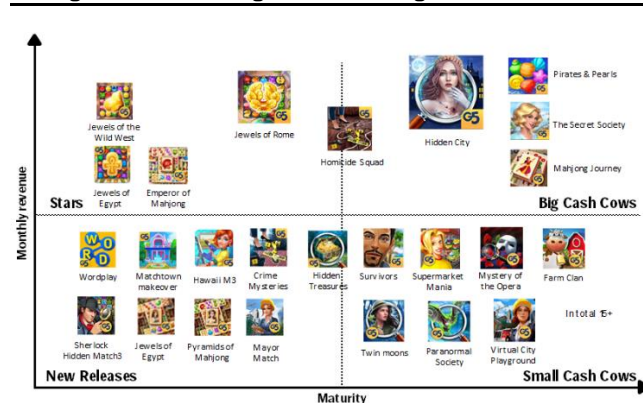 Monthly revenue
Jewels of the
Wild West
Jewels of Rome
Homicide Squad
Hidden City
Pirates & Pearls
The Secret Society
Mahjong Journey
Jewels of
Egypt
Emperor of
Mahjong
Stars
Big Cash Cows
Wordplay
Matchtown
makeover
Hawaii M3
Crime
Mysteries
Hidden
Treasures
Survivors
Supermarket
Mania
Mystery of
the Opera
Farm Clan
In total 15+
Sherlock
Hidden Match3
Jewels of
Egypt
Pyramids of
Mahjong
Mayor
Match
Twin moons
Paranormal
Society
Virtual City
Playground
New Releases
Small Cash Cows
Maturity